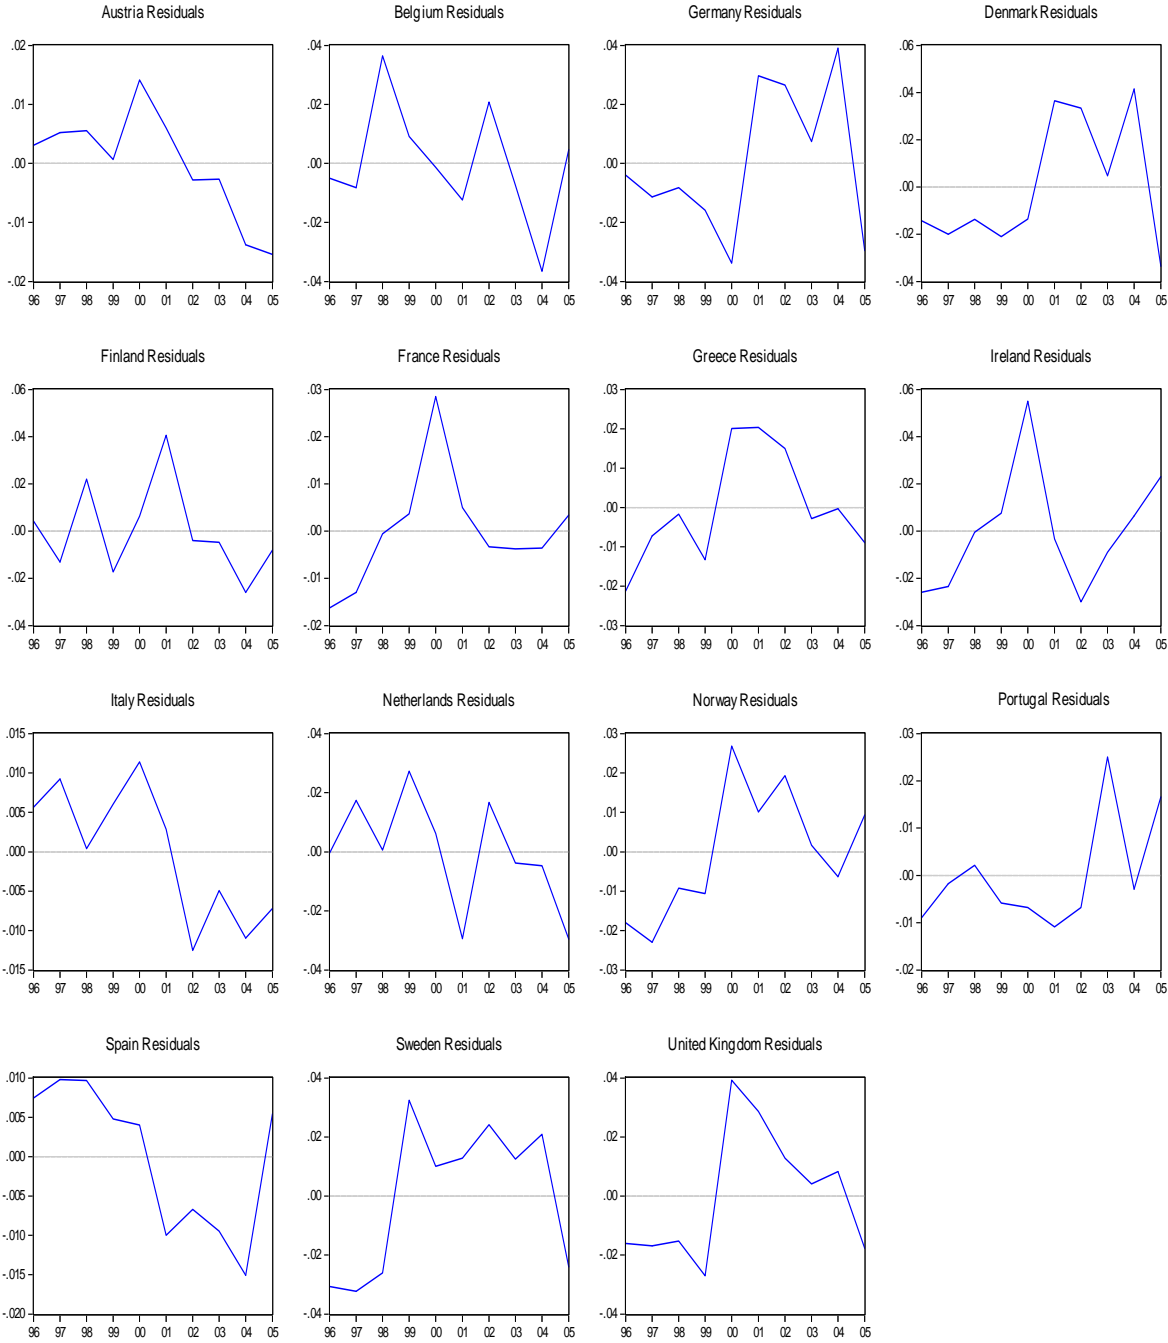 Austria Residuals
.02
.01
.00
-.01
-.02
96 97 98 99 00 01 02 03 04 05
Belgium Residuals
.04
.02
.00
-.02
-.04
96 97 98 99 00 01 02 03 04 05
Germany Residuals
.04
.02
.00
-.02
-.04
96 97 98 99 00 01 02 03 04 05
Denmark Residuals
.06
.04
.02
.00
-.02
-.04
96 97 98 99 00 01 02 03 04 05
Finland Residuals
.06
.04
.02
.00
-.02
-.04
96 97 98 99 00 01 02 03 04 05
France Residuals
.03
.02
.01
.00
-.01
-.02
96 97 98 99 00 01 02 03 04 05
Greece Residuals
.03
.02
.01
.00
-.01
-.02
-.03
96 97 98 99 00 01 02 03 04 05
Ireland Residuals
.06
.04
.02
.00
-.02
-.04
96 97 98 99 00 01 02 03 04 05
Italy Residuals
.015
.010
.005
.000
-.005
-.010
-.015
96 97 98 99 00 01 02 03 04 05
Netherlands Residuals
.04
.02
.00
-.02
-.04
96 97 98 99 00 01 02 03 04 05
Norway Residuals
.03
.02
.01
.00
-.01
-.02
-.03
96 97 98 99 00 01 02 03 04 05
Portugal Residuals
.03
.02
.01
.00
-.01
-.02
96 97 98 99 00 01 02 03 04 05
Spain Residuals
.010
.005
.000
-.005
-.010
-.015
-.020
96 97 98 99 00 01 02 03 04 05
Sweden Residuals
.04
.02
.00
-.02
-.04
96 97 98 99 00 01 02 03 04 05
United Kingdom Residuals
.04
.02
.00
-.02
-.04
96 97 98 99 00 01 02 03 04 05